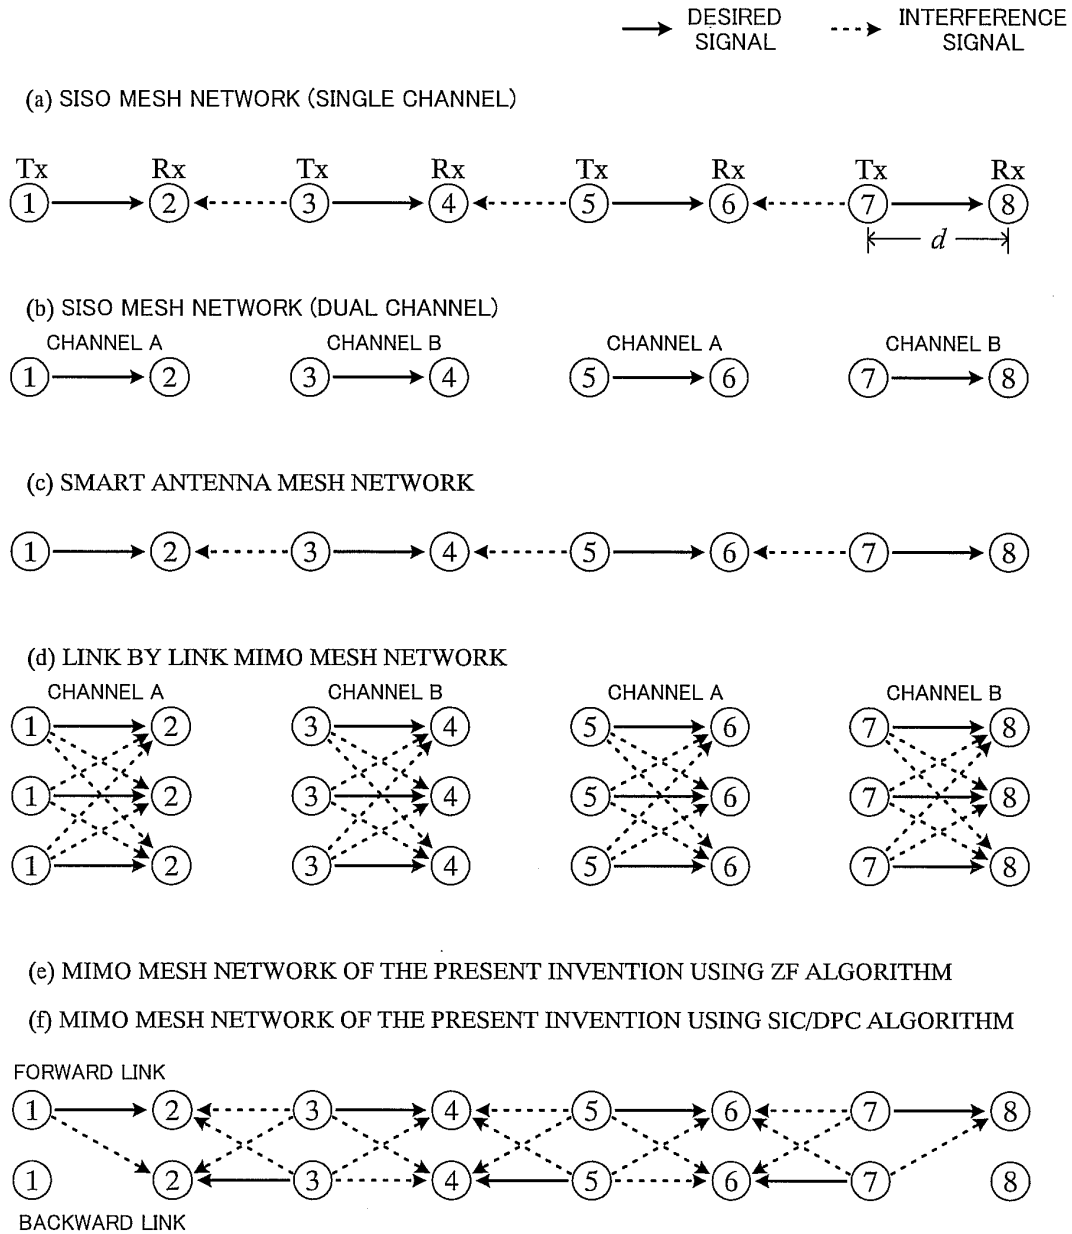 DESIRED SIGNAL
INTERFERENCE SIGNAL
(a) SISO MESH NETWORK (SINGLE CHANNEL)
Tx Rx Tx Rx Tx Rx Tx Rx
1 2 3 4 5 6 7 8
d
(b) SISO MESH NETWORK (DUAL CHANNEL)
CHANNEL A CHANNEL B CHANNEL A CHANNEL B
1 2 3 4 5 6 7 8
(c) SMART ANTENNA MESH NETWORK
1 2 3 4 5 6 7 8
(d) LINK BY LINK MIMO MESH NETWORK
CHANNEL A CHANNEL B CHANNEL A CHANNEL B
1 2 3 4 5 6 7 8
1 2 3 4 5 6 7 8
1 2 3 4 5 6 7 8
(e) MIMO MESH NETWORK OF THE PRESENT INVENTION USING ZF ALGORITHM
(f) MIMO MESH NETWORK OF THE PRESENT INVENTION USING SIC/DPC ALGORITHM
FORWARD LINK
1 2 3 4 5 6 7 8
1 2 3 4 5 6 7 8
BACKWARD LINK